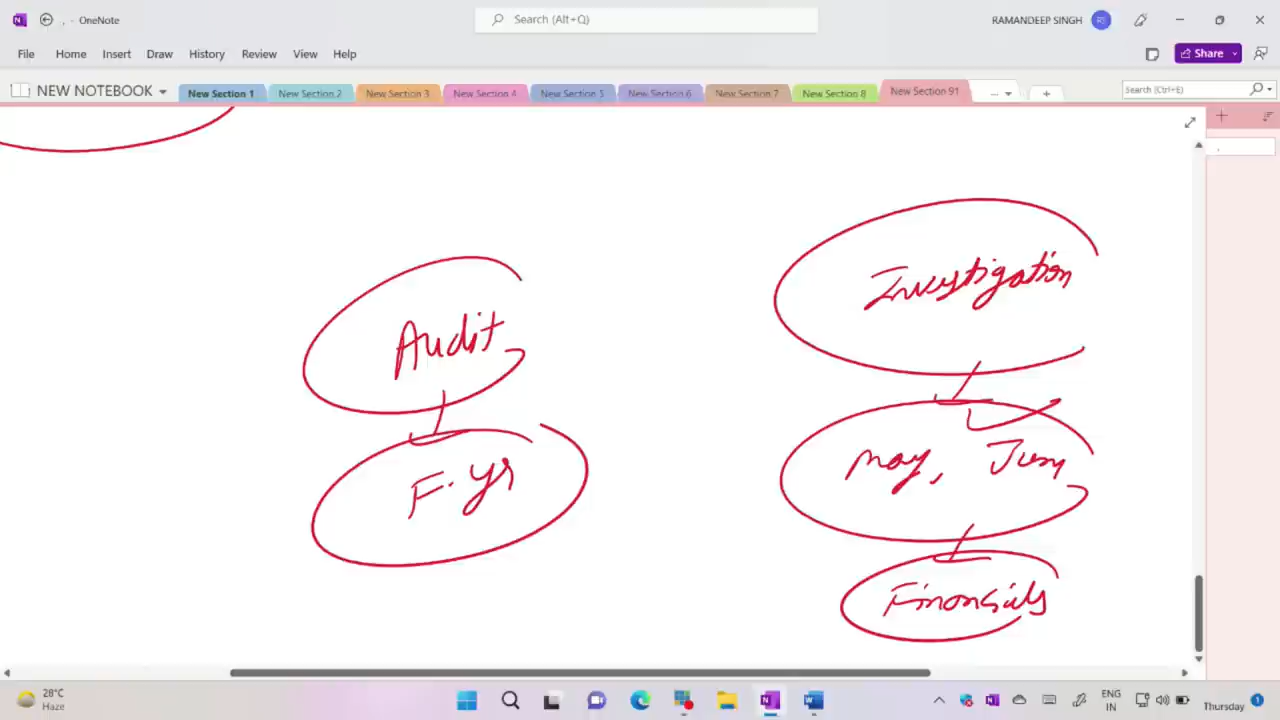 OneNote
Search (Alt+Q)
RAMANDEEP SINGH
RS
File Home Insert Draw History Review View Help
Share
NEW NOTEBOOK
New Section 1 New Section 2 New Section 3 New Section 4 New Section 5 New Section 6 New Section 7 New Section 8 New Section 91
Search (Ctrl+E)
Investigation
Audit
F. Yr
May, Jun
Financials
28°C
Haze
ENG
IN
Thursday